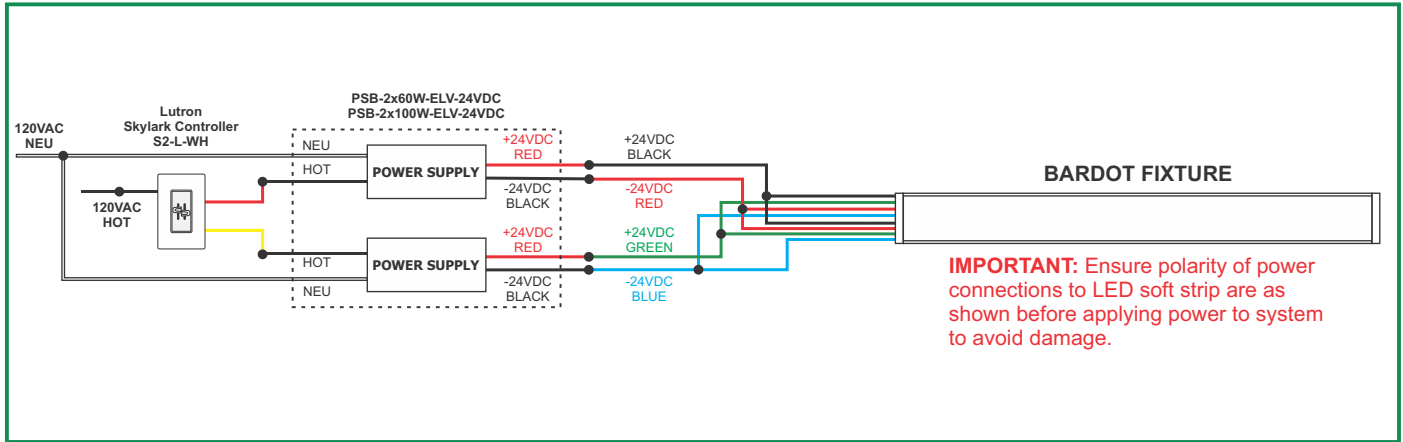 PSB-2x60W-ELV-24VDC
PSB-2x100W-ELV-24VDC
Lutron
Skylark Controller
S2-L-WH
120VAC
NEU
120VAC
HOT
NEU
HOT
POWER SUPPLY
+24VDC
RED
-24VDC
BLACK
+24VDC
BLACK
-24VDC
RED
HOT
NEU
POWER SUPPLY
+24VDC
RED
-24VDC
BLACK
+24VDC
GREEN
-24VDC
BLUE
BARDOT FIXTURE
IMPORTANT: Ensure polarity of power
connections to LED soft strip are as
shown before applying power to system
to avoid damage.